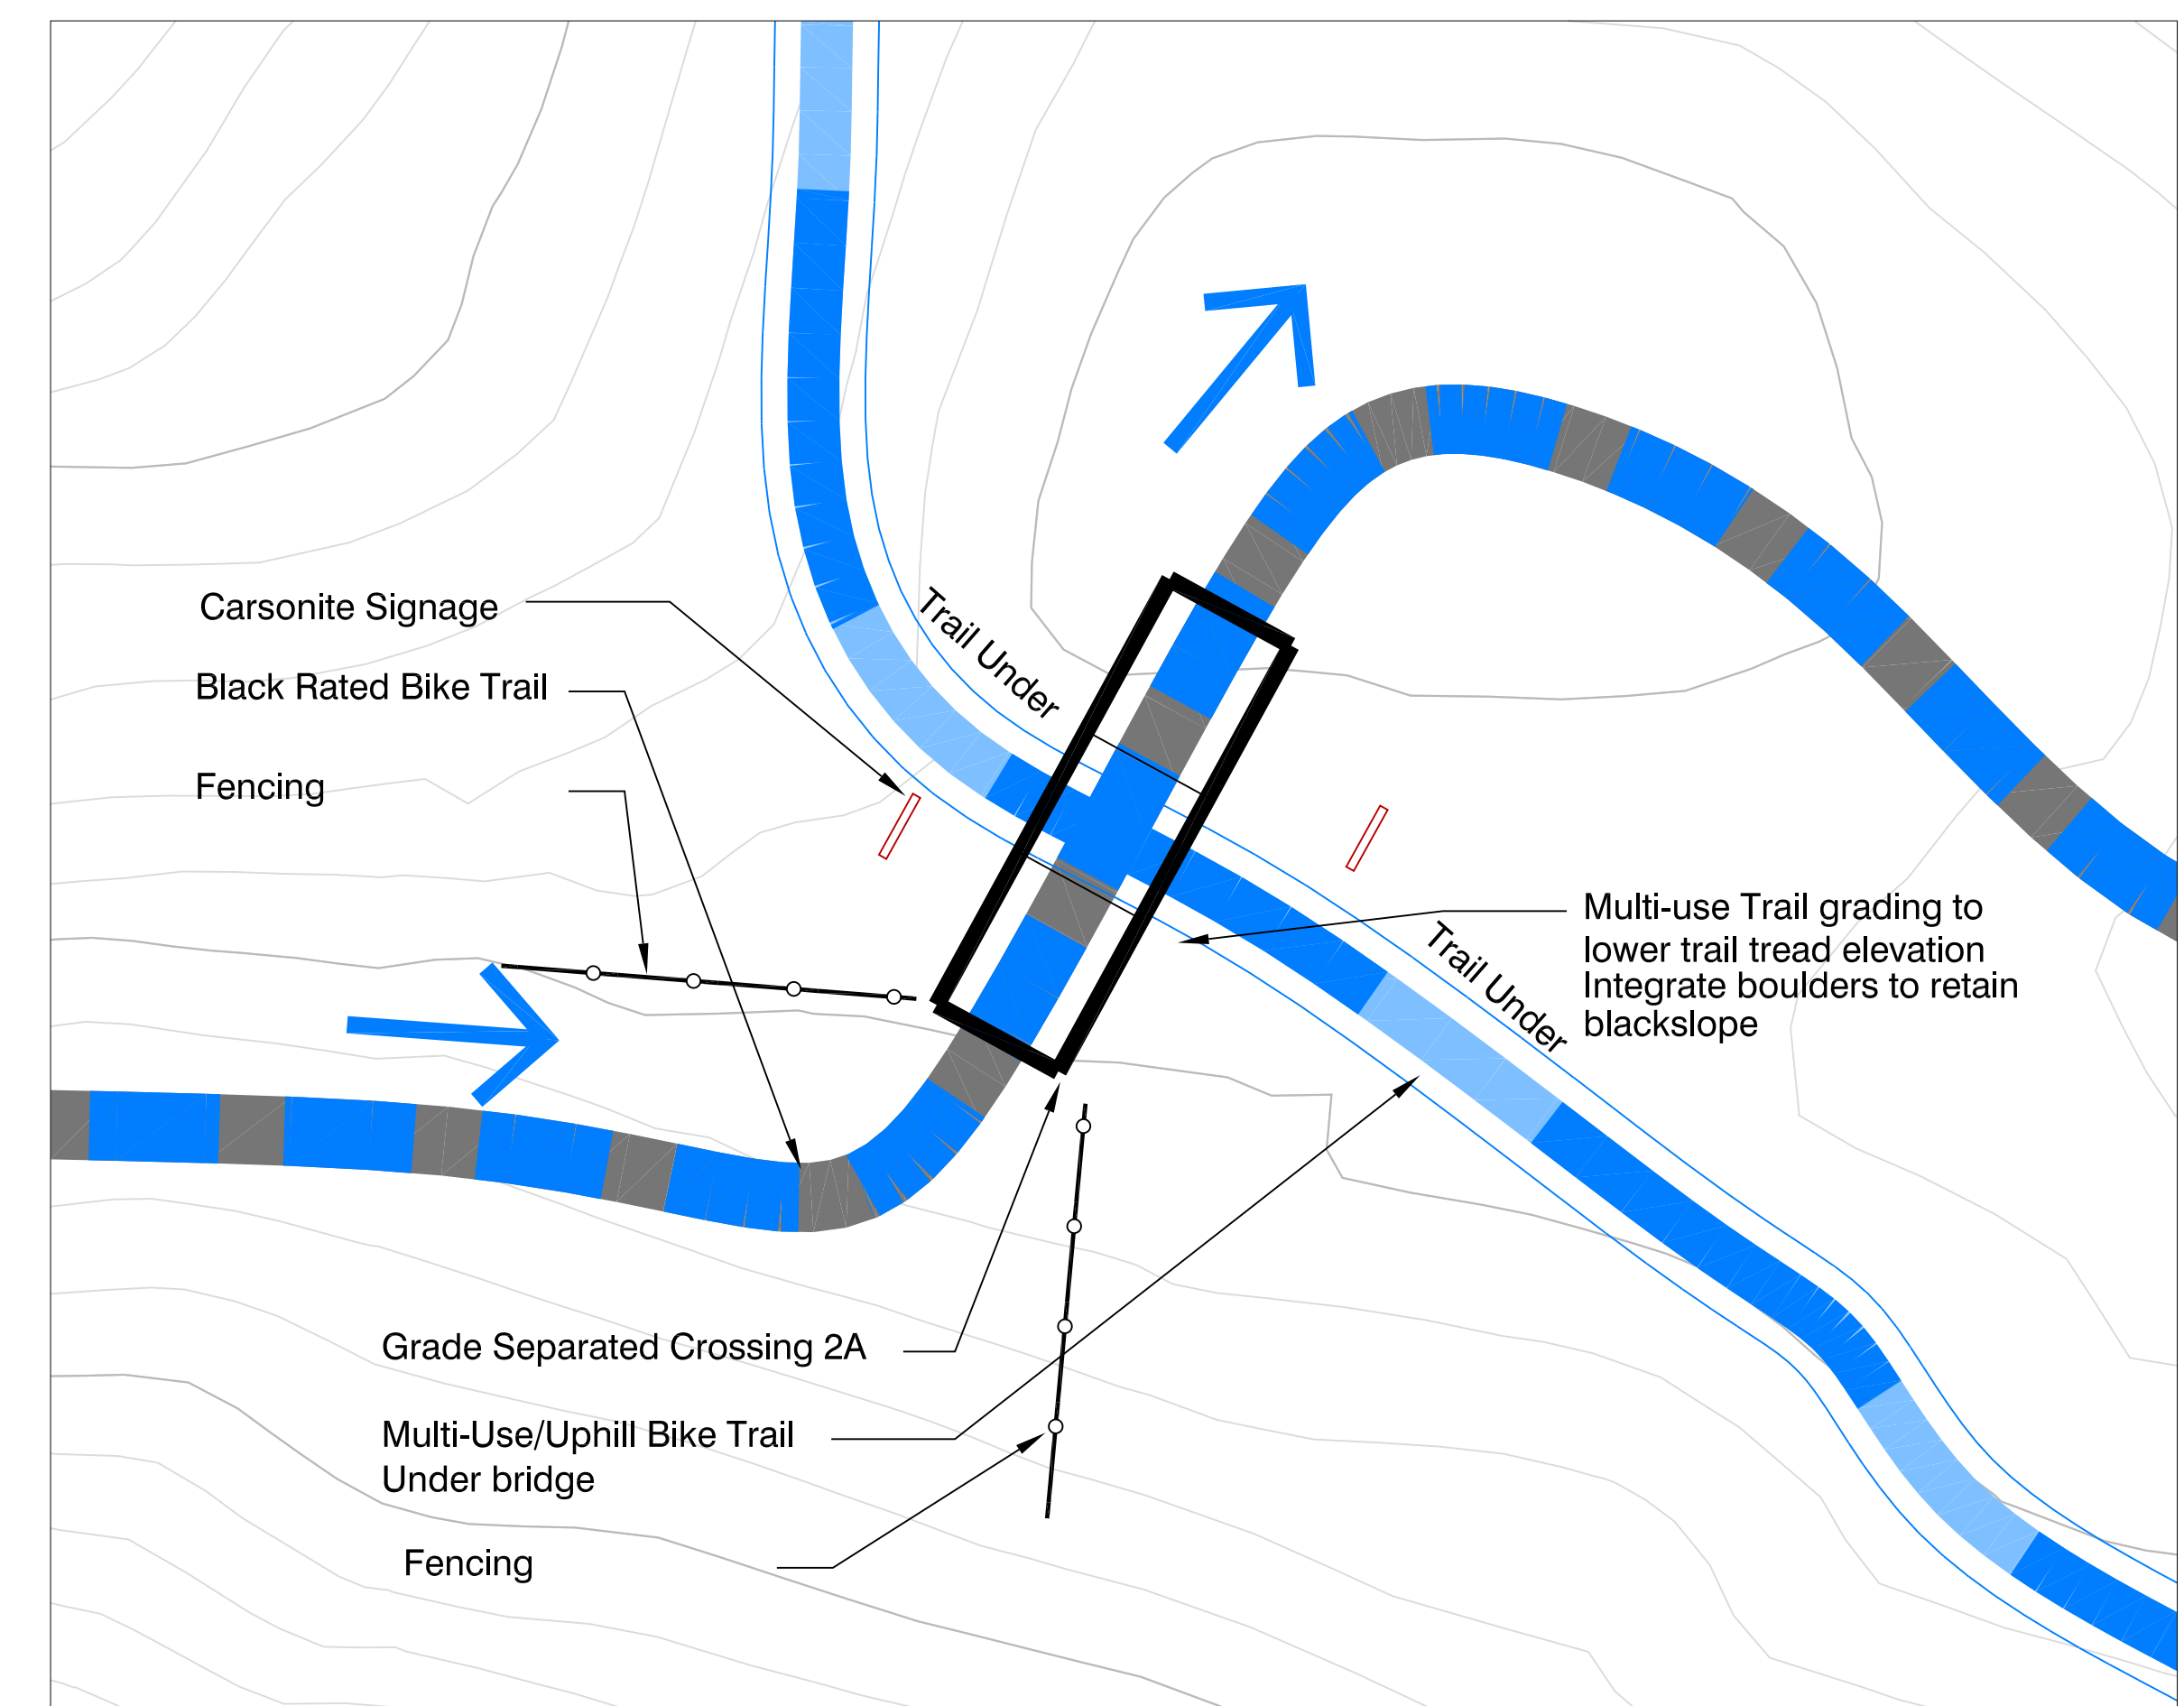 Carsonite Signage
Trail Under
Black Rated Bike Trail
Fencing
Multi-use Trail grading to
lower trail tread elevation
Integrate boulders to retain
blackslope
Trail Under
Grade Separated Crossing 2A
Multi-Use/Uphill Bike Trail
Under bridge
Fencing